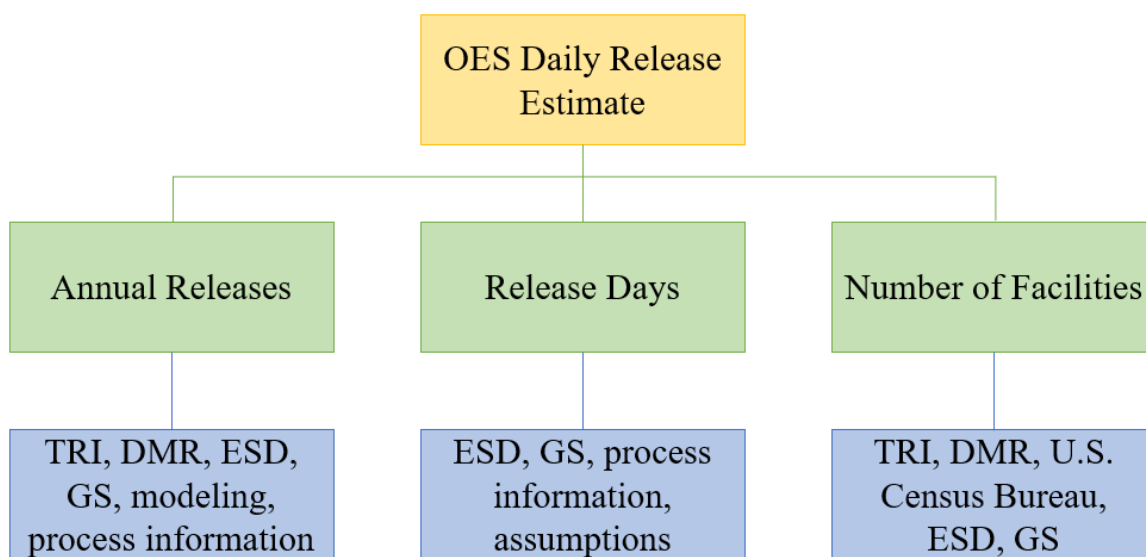 OES Daily Release
Estimate
Annual Releases
Release Days
Number of Facilities
TRI, DMR, ESD,
GS, modeling,
process information
ESD, GS, process
information,
assumptions
TRI, DMR, U.S.
Census Bureau,
ESD, GS